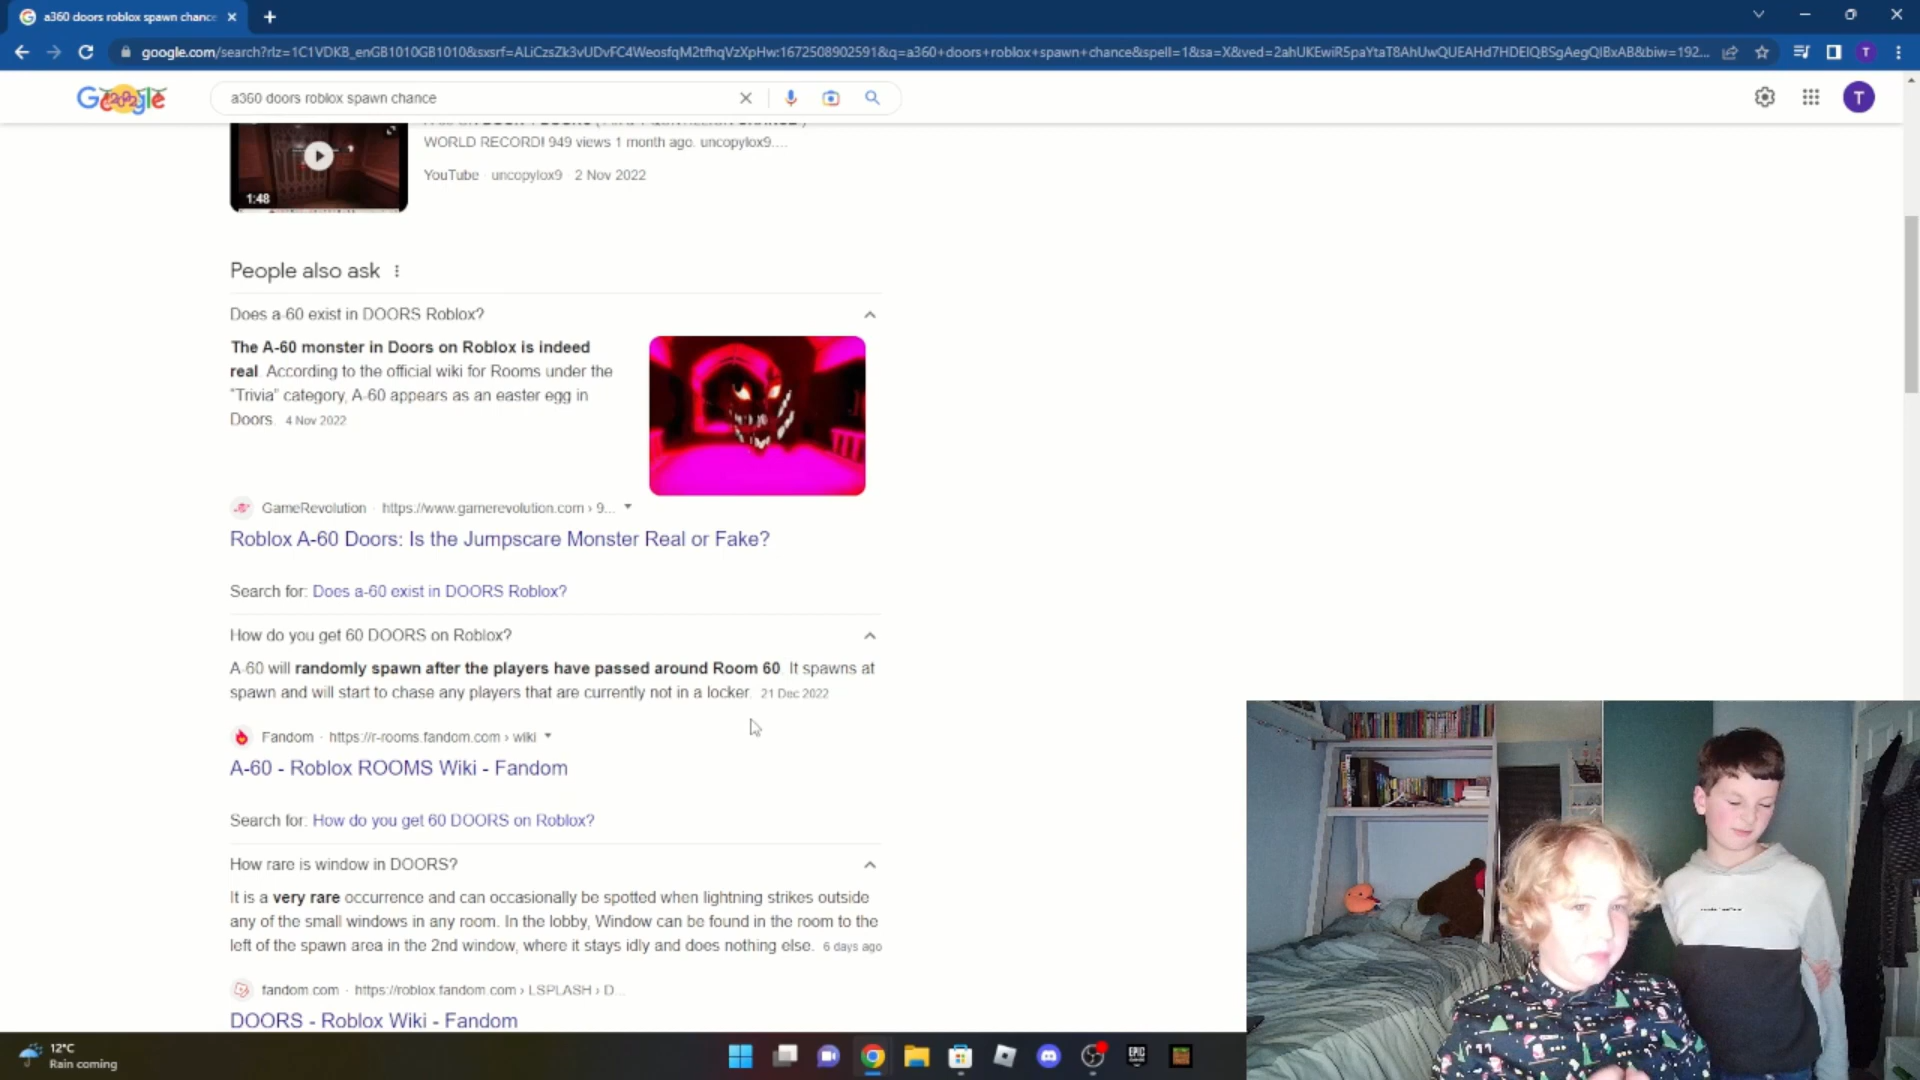 a360 doors roblox spawn chance
google.com/search?rlz=1C1VDKB_enGB1010GB1010&sxsrf=ALiCzsZk3vUDvFC4WeosfqM2tfhqVzXpHw:1672508902591&q=a360+doors+roblox+spawn+chance&spell=1&sa=X&ved=2ahUKEwiR5paYtaT8AhUwQUEAHd7HDEIQBSgAegQIBxAB&biw=192...
T
Google
a360 doors roblox spawn chance
T
WORLD RECORD! 949 views 1 month ago. uncopylox9....
1:48
YouTube · uncopylox9 · 2 Nov 2022
People also ask
Does a-60 exist in DOORS Roblox?
The A-60 monster in Doors on Roblox is indeed
real. According to the official wiki for Rooms under the
"Trivia" category, A-60 appears as an easter egg in
Doors. 4 Nov 2022
GameRevolution · https://www.gamerevolution.com › 9...
Roblox A-60 Doors: Is the Jumpscare Monster Real or Fake?
Search for: Does a-60 exist in DOORS Roblox?
How do you get 60 DOORS on Roblox?
A-60 will randomly spawn after the players have passed around Room 60. It spawns at
spawn and will start to chase any players that are currently not in a locker. 21 Dec 2022
Fandom · https://r-rooms.fandom.com › wiki
A-60 - Roblox ROOMS Wiki - Fandom
Search for: How do you get 60 DOORS on Roblox?
How rare is window in DOORS?
It is a very rare occurrence and can occasionally be spotted when lightning strikes outside
any of the small windows in any room. In the lobby, Window can be found in the room to the
left of the spawn area in the 2nd window, where it stays idly and does nothing else. 6 days ago
fandom.com · https://roblox.fandom.com › LSPLASH › D...
DOORS - Roblox Wiki - Fandom
12°C
Rain coming
EPIC